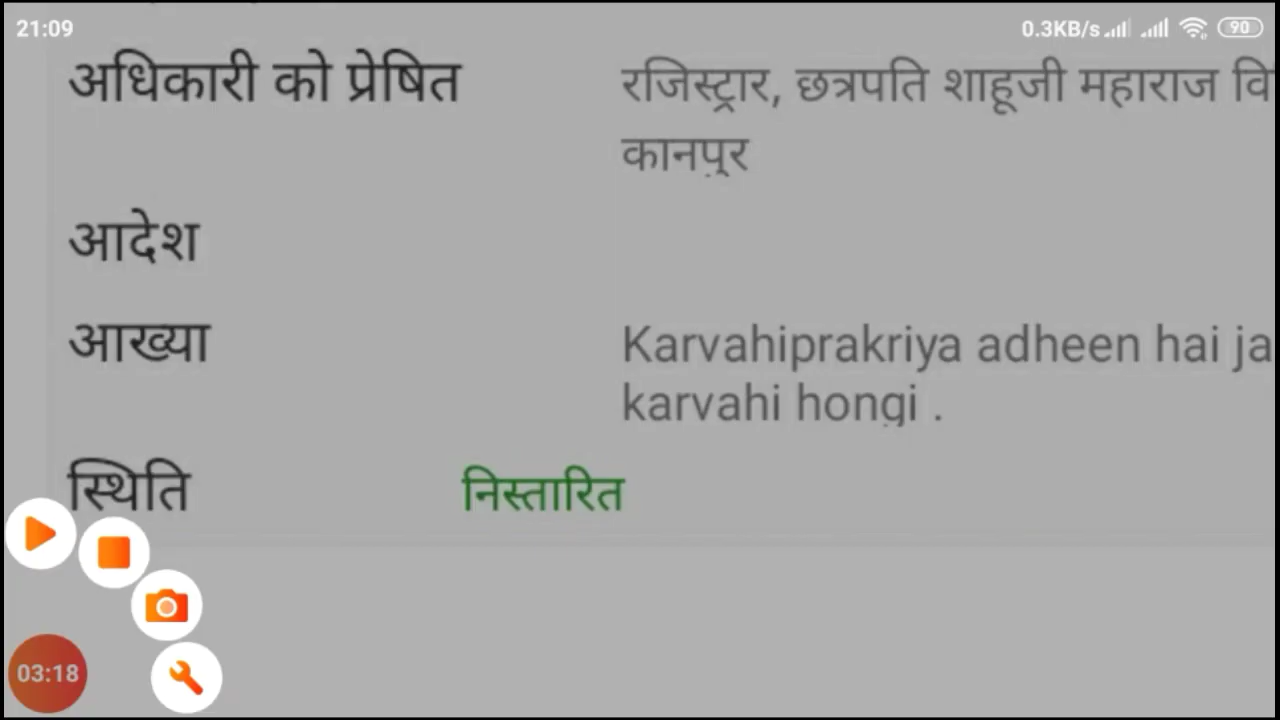 21:09 0.3KB/s 90
अधिकारी को प्रेषित रजिस्ट्रार, छत्रपति शाहूजी महाराज
कानपुर
आदेश
आख्या Karvahiprakriya adheen hai
karvahi hongi .
स्थिति निस्तारित
03:18